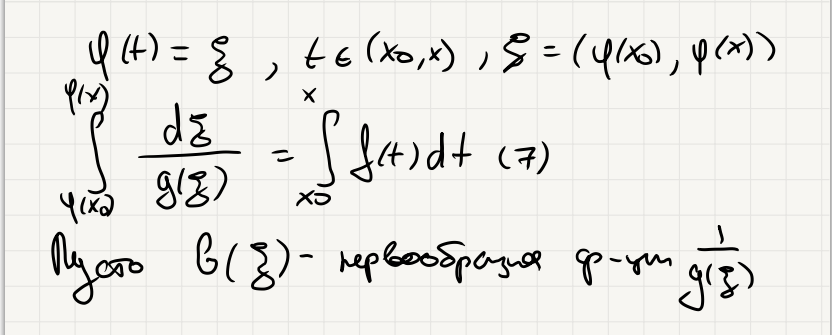 φ(t) = ξ , t ∈ (x0, x) , ξ = (φ(x0), φ(x))
∫_{φ(x0)}^{φ(x)} dξ / g(ξ) = ∫_{x0}^{x} f(t) dt (7)
Пусть G(ξ) - первообразная ф-ции 1 / g(ξ)